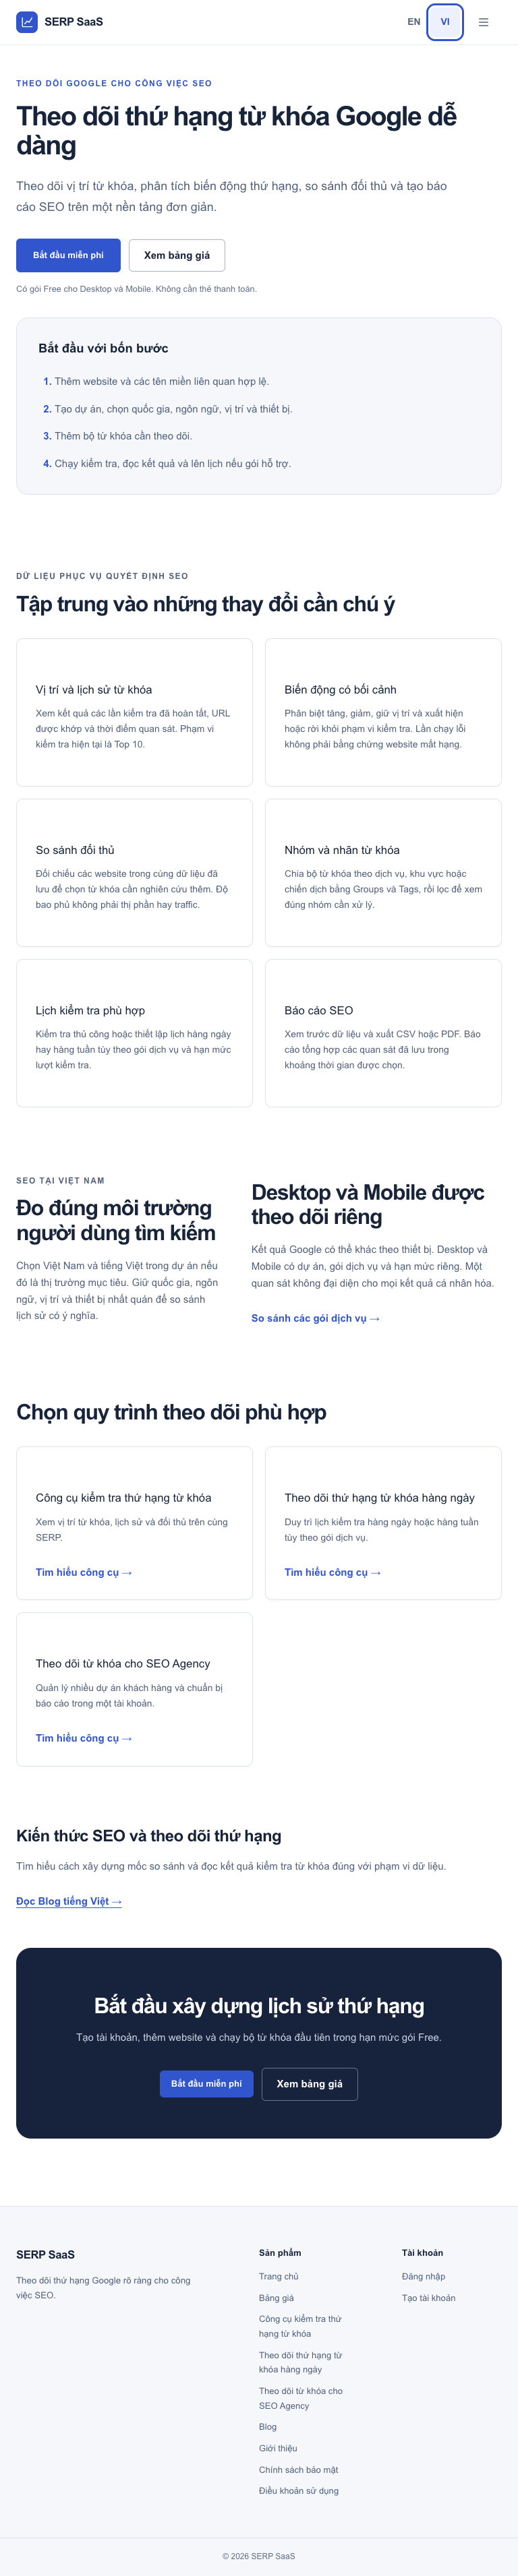 SERP SaaS
EN
VI
THEO DÕI GOOGLE CHO CÔNG VIỆC SEO
Theo dõi thứ hạng từ khóa Google dễ
dàng
Theo dõi vị trí từ khóa, phân tích biến động thứ hạng, so sánh đối thủ và tạo báo
cáo SEO trên một nền tảng đơn giản.
Bắt đầu miễn phí
Xem bảng giá
Có gói Free cho Desktop và Mobile. Không cần thẻ thanh toán.
Bắt đầu với bốn bước
1. Thêm website và các tên miền liên quan hợp lệ.
2. Tạo dự án, chọn quốc gia, ngôn ngữ, vị trí và thiết bị.
3. Thêm bộ từ khóa cần theo dõi.
4. Chạy kiểm tra, đọc kết quả và lên lịch nếu gói hỗ trợ.
DỮ LIỆU PHỤC VỤ QUYẾT ĐỊNH SEO
Tập trung vào những thay đổi cần chú ý
Vị trí và lịch sử từ khóa
Xem kết quả các lần kiểm tra đã hoàn tất, URL
được khớp và thời điểm quan sát. Phạm vi
kiểm tra hiện tại là Top 10.
Biến động có bối cảnh
Phân biệt tăng, giảm, giữ vị trí và xuất hiện
hoặc rời khỏi phạm vi kiểm tra. Lần chạy lỗi
không phải bằng chứng website mất hạng.
So sánh đối thủ
Đối chiếu các website trong cùng dữ liệu đã
lưu để chọn từ khóa cần nghiên cứu thêm. Độ
bao phủ không phải thị phần hay traffic.
Nhóm và nhãn từ khóa
Chia bộ từ khóa theo dịch vụ, khu vực hoặc
chiến dịch bằng Groups và Tags, rồi lọc để xem
đúng nhóm cần xử lý.
Lịch kiểm tra phù hợp
Kiểm tra thủ công hoặc thiết lập lịch hàng ngày
hay hàng tuần tùy theo gói dịch vụ và hạn mức
lượt kiểm tra.
Báo cáo SEO
Xem trước dữ liệu và xuất CSV hoặc PDF. Báo
cáo tổng hợp các quan sát đã lưu trong
khoảng thời gian được chọn.
SEO TẠI VIỆT NAM
Đo đúng môi trường
người dùng tìm kiếm
Chọn Việt Nam và tiếng Việt trong dự án nếu
đó là thị trường mục tiêu. Giữ quốc gia, ngôn
ngữ, vị trí và thiết bị nhất quán để so sánh
lịch sử có ý nghĩa.
Desktop và Mobile được
theo dõi riêng
Kết quả Google có thể khác theo thiết bị. Desktop và
Mobile có dự án, gói dịch vụ và hạn mức riêng. Một
quan sát không đại diện cho mọi kết quả cá nhân hóa.
So sánh các gói dịch vụ →
Chọn quy trình theo dõi phù hợp
Công cụ kiểm tra thứ hạng từ khóa
Xem vị trí từ khóa, lịch sử và đối thủ trên cùng
SERP.
Tìm hiểu công cụ →
Theo dõi thứ hạng từ khóa hàng ngày
Duy trì lịch kiểm tra hàng ngày hoặc hàng tuần
tùy theo gói dịch vụ.
Tìm hiểu công cụ →
Theo dõi từ khóa cho SEO Agency
Quản lý nhiều dự án khách hàng và chuẩn bị
báo cáo trong một tài khoản.
Tìm hiểu công cụ →
Kiến thức SEO và theo dõi thứ hạng
Tìm hiểu cách xây dựng mốc so sánh và đọc kết quả kiểm tra từ khóa đúng với phạm vi dữ liệu.
Đọc Blog tiếng Việt →
Bắt đầu xây dựng lịch sử thứ hạng
Tạo tài khoản, thêm website và chạy bộ từ khóa đầu tiên trong hạn mức gói Free.
Bắt đầu miễn phí
Xem bảng giá
SERP SaaS
Theo dõi thứ hạng Google rõ ràng cho công
việc SEO.
Sản phẩm
Trang chủ
Bảng giá
Công cụ kiểm tra thứ
hạng từ khóa
Theo dõi thứ hạng từ
khóa hàng ngày
Theo dõi từ khóa cho
SEO Agency
Blog
Giới thiệu
Chính sách bảo mật
Điều khoản sử dụng
Tài khoản
Đăng nhập
Tạo tài khoản
© 2026 SERP SaaS